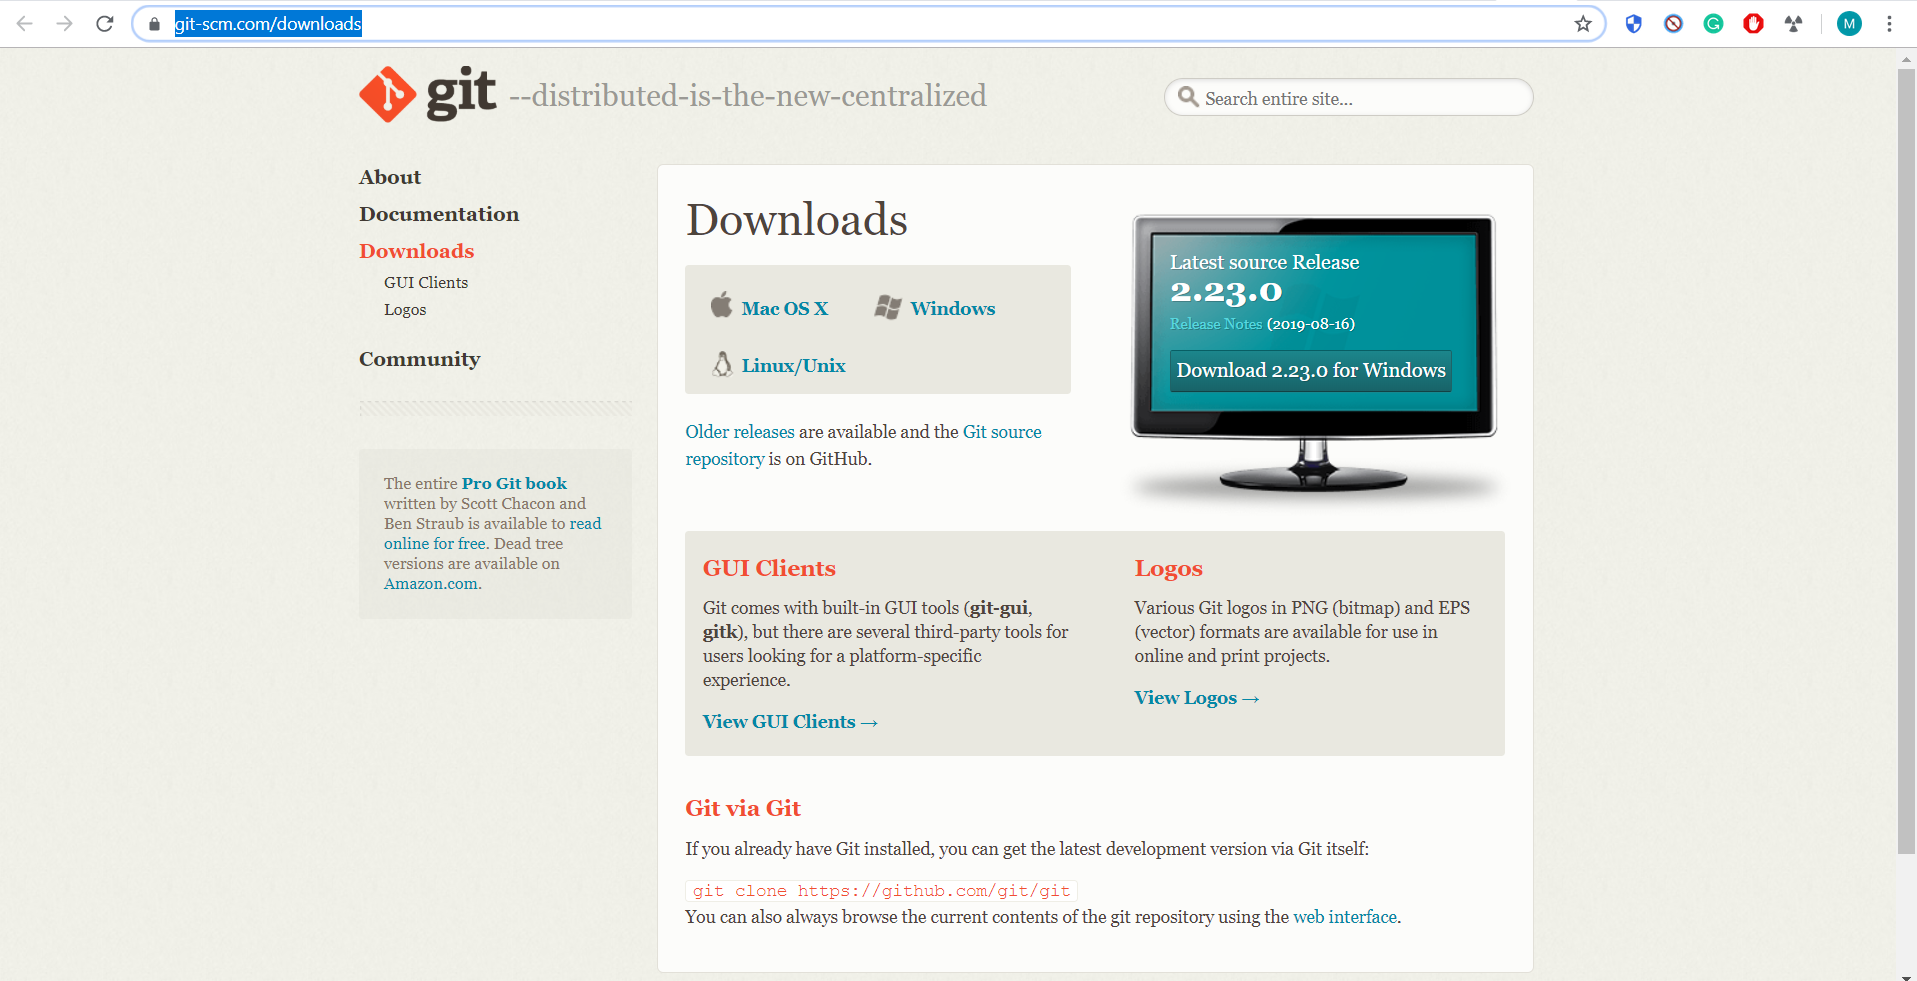 git-scm.com/downloads
M
git --distributed-is-the-new-centralized
Search entire site...
About
Documentation
Downloads
GUI Clients
Logos
Community
The entire Pro Git book
written by Scott Chacon and
Ben Straub is available to read
online for free. Dead tree
versions are available on
Amazon.com.
Downloads
Mac OS X
Windows
Linux/Unix
Older releases are available and the Git source
repository is on GitHub.
Latest source Release
2.23.0
Release Notes (2019-08-16)
Download 2.23.0 for Windows
GUI Clients
Git comes with built-in GUI tools (git-gui,
gitk), but there are several third-party tools for
users looking for a platform-specific
experience.
View GUI Clients →
Logos
Various Git logos in PNG (bitmap) and EPS
(vector) formats are available for use in
online and print projects.
View Logos →
Git via Git
If you already have Git installed, you can get the latest development version via Git itself:
git clone https://github.com/git/git
You can also always browse the current contents of the git repository using the web interface.